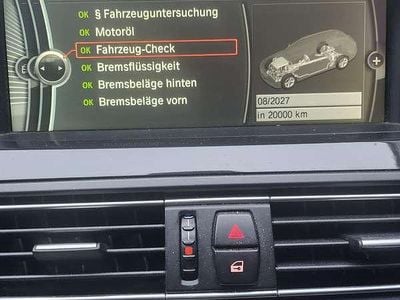 OK § Fahrzeuguntersuchung
OK Motoröl
OK Fahrzeug-Check
OK Bremsflüssigkeit
OK Bremsbeläge hinten
OK Bremsbeläge vorn
E
+
08/2027
in 20000 km